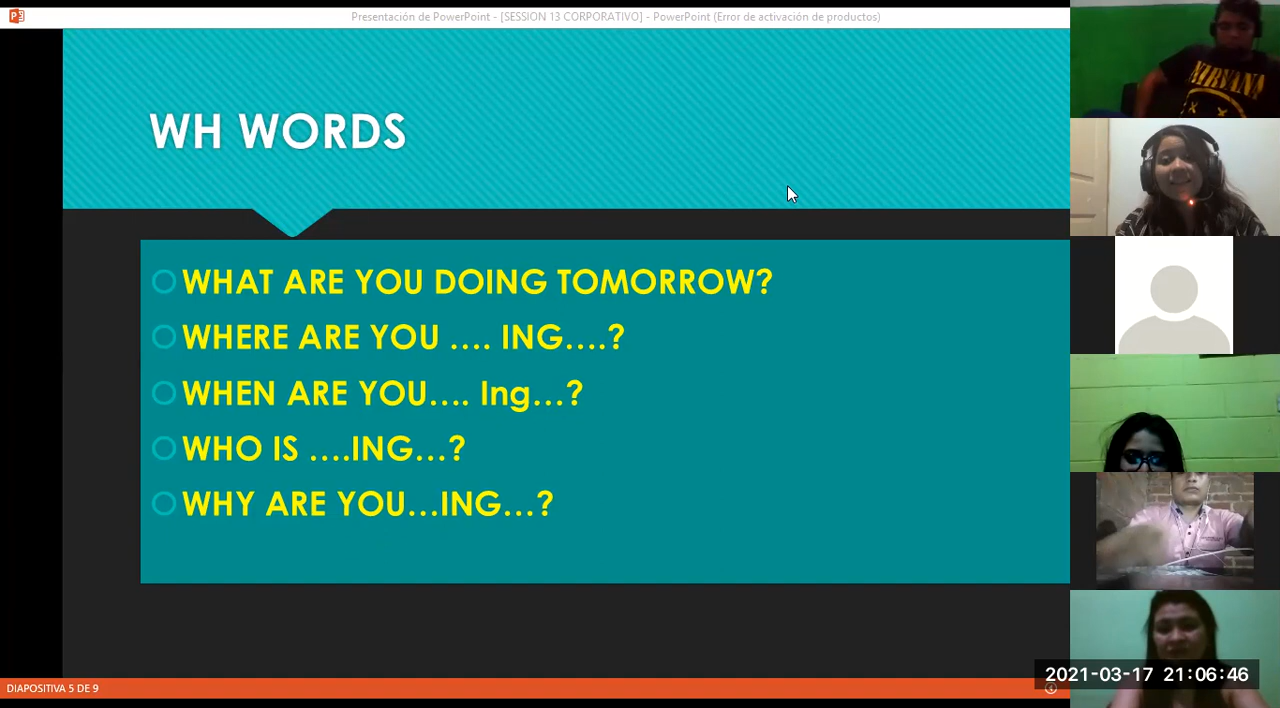 Presentación de PowerPoint - [SESSION 13 CORPORATIVO] - PowerPoint (Error de activación de productos)
WH WORDS
WHAT ARE YOU DOING TOMORROW?
WHERE ARE YOU .... ING....?
WHEN ARE YOU.... Ing...?
WHO IS ....ING...?
WHY ARE YOU...ING...?
NIRVANA
2021-03-17 21:06:46
DIAPOSITIVA 5 DE 9